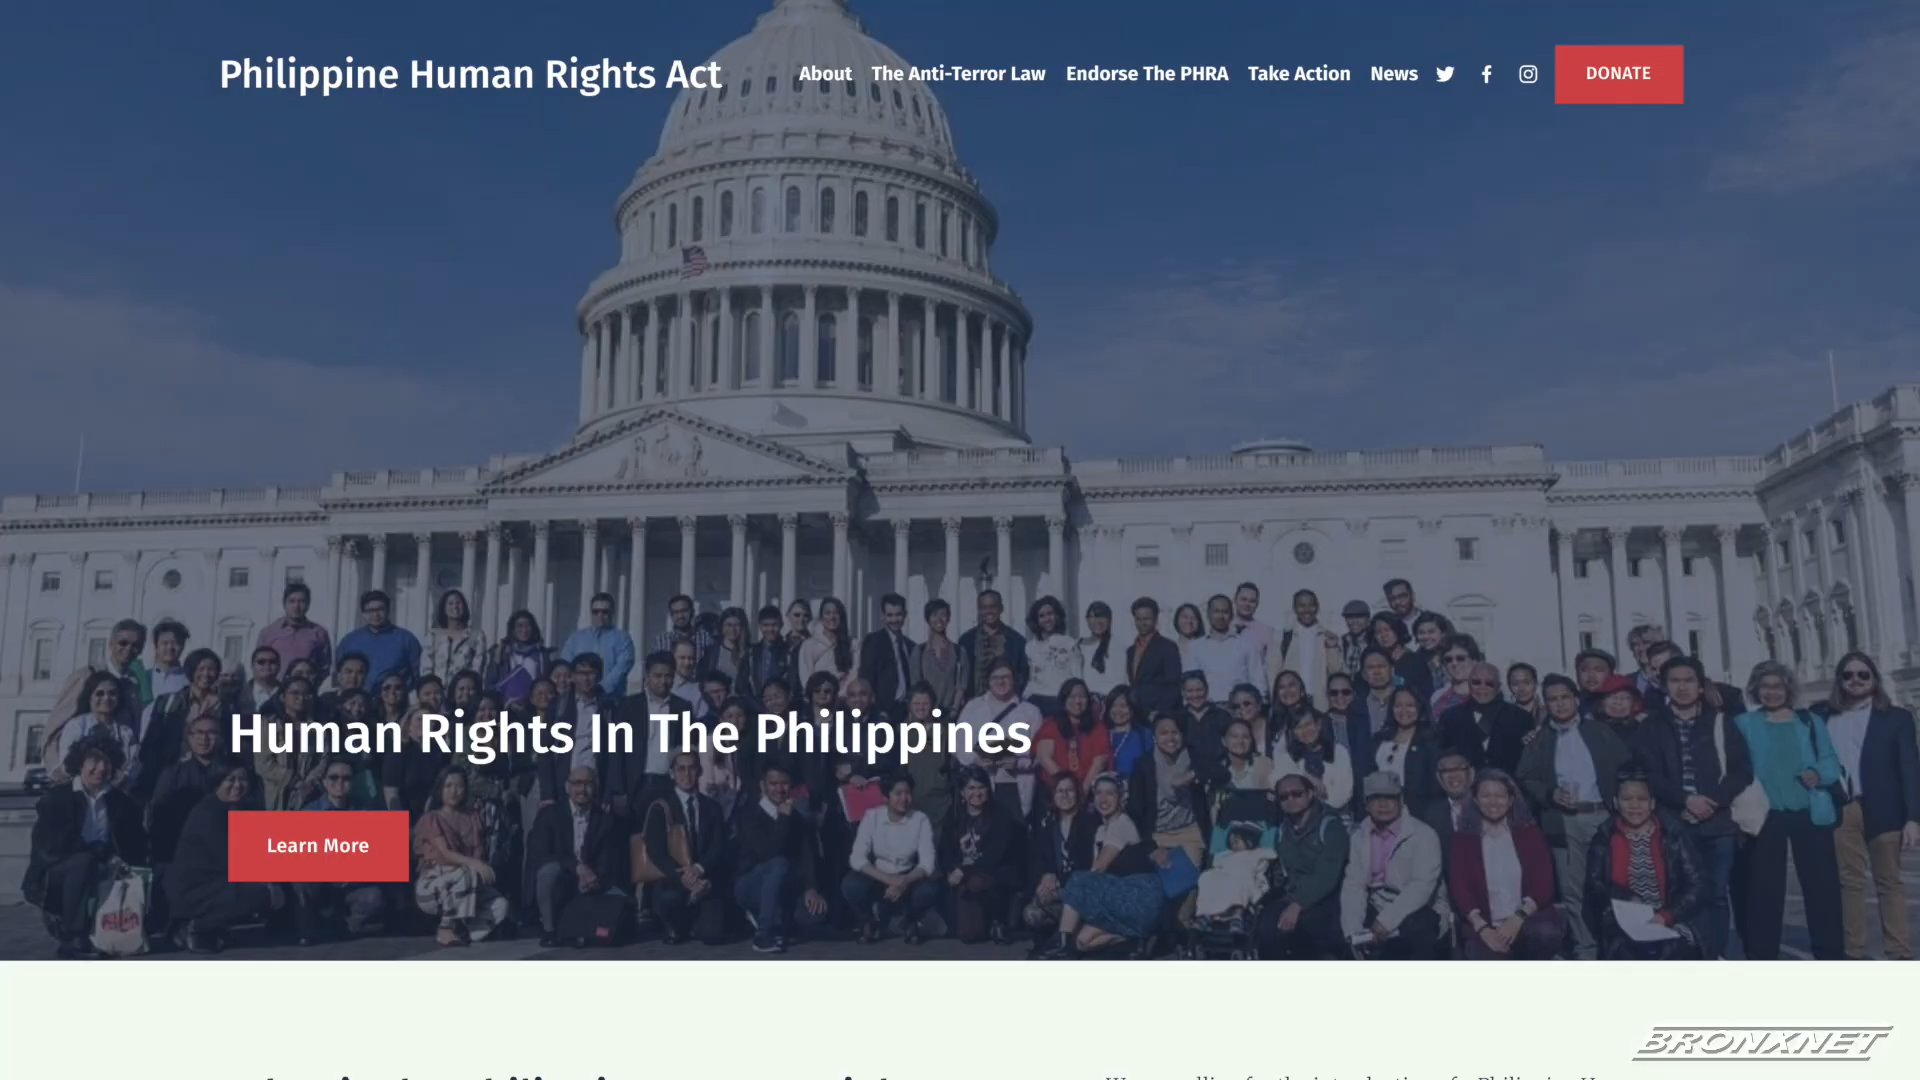 Philippine Human Rights Act
About The Anti-Terror Law Endorse The PHRA Take Action News
DONATE
Human Rights In The Philippines
Learn More
BRONXNET